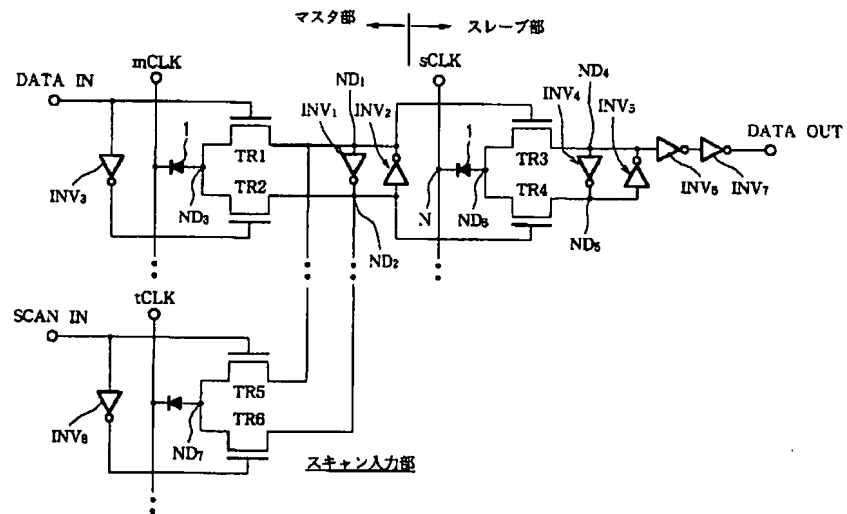 マスタ部 スレーブ部
mCLK sCLK
DATA IN ND1 INV1 INV2 ND4 INV4 INV5
1 TR1 1 TR3 DATA OUT
INV3 TR2 N TR4 INV6 INV7
ND3 ND6
ND2 ND5
tCLK
SCAN IN
TR5
INV8 TR6
ND7
スキャン入力部